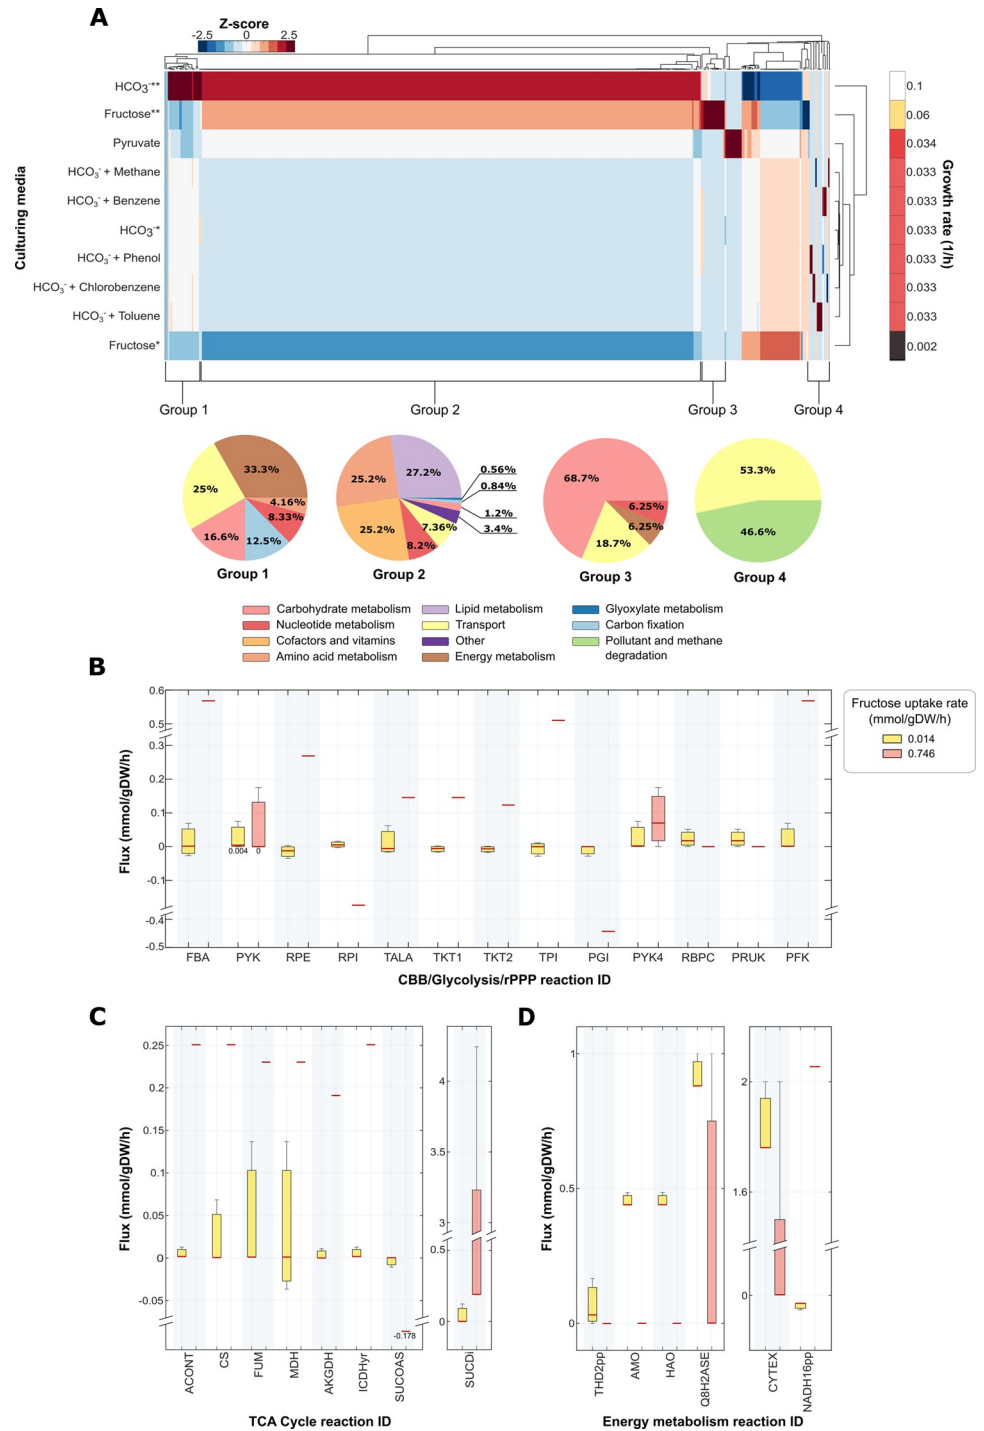 A
Z-score
-2.5 0 2.5
HCO3-**
Fructose**
Pyruvate
HCO3- + Methane
HCO3- + Benzene
HCO3-*
HCO3- + Phenol
HCO3- + Chlorobenzene
HCO3- + Toluene
Fructose*
Culturing media
0.1
0.06
0.034
0.033
0.033
0.033
0.033
0.033
0.033
0.002
Growth rate (1/h)
Group 1 Group 2 Group 3 Group 4
33.3%
25%
4.16%
8.33%
16.6%
12.5%
Group 1
25.2%
27.2%
0.56%
0.84%
1.2%
3.4%
7.36%
25.2%
8.2%
Group 2
68.7%
6.25%
6.25%
18.7%
Group 3
53.3%
46.6%
Group 4
Carbohydrate metabolism
Nucleotide metabolism
Cofactors and vitamins
Amino acid metabolism
Lipid metabolism
Transport
Other
Energy metabolism
Glyoxylate metabolism
Carbon fixation
Pollutant and methane
degradation
B
0.6
0.5
0.3
0.2
0.1
0
-0.1
-0.4
-0.5
Flux (mmol/gDW/h)
0.004 0
FBA PYK RPE RPI TALA TKT1 TKT2 TPI PGI PYK4 RBPC PRUK PFK
CBB/Glycolysis/rPPP reaction ID
Fructose uptake rate
(mmol/gDW/h)
0.014
0.746
C
0.25
0.2
0.15
0.1
0.05
0
-0.05
Flux (mmol/gDW/h)
-0.178
ACONT CS FUM MDH AKGDH ICDHyr SUCOAS
4
3.5
3
0.5
0
SUCDi
TCA Cycle reaction ID
D
1
0.5
0
Flux (mmol/gDW/h)
THD2pp AMO HAO Q8H2ASE
2
1.6
0
CYTEX NADH16pp
Energy metabolism reaction ID